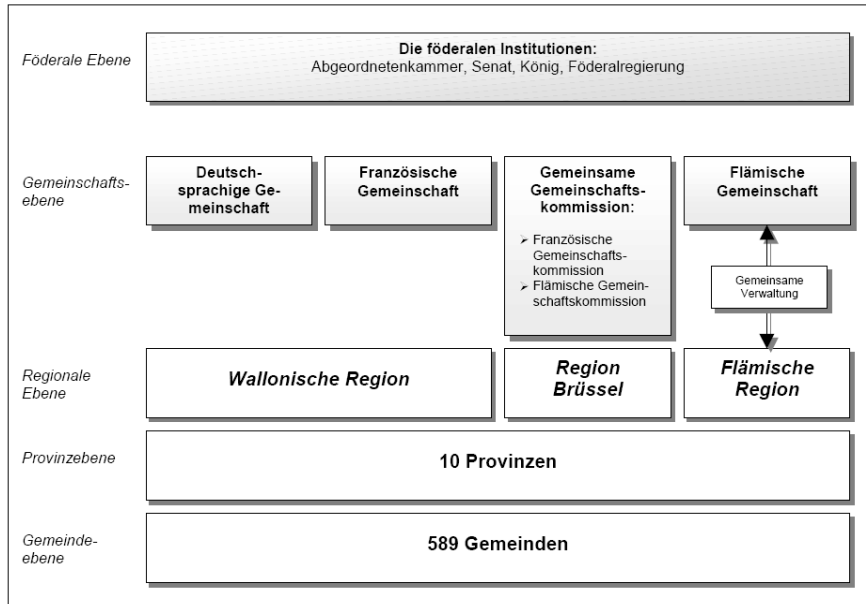 Föderale Ebene
Die föderalen Institutionen:
Abgeordnetenkammer, Senat, König, Föderalregierung
Gemeinschafts-
ebene
Deutsch-
sprachige Ge-
meinschaft
Französische
Gemeinschaft
Gemeinsame
Gemeinschafts-
kommission:
➢ Französische
Gemeinschafts-
kommission
➢ Flämische Gemein-
schaftskommission
Flämische
Gemeinschaft
Gemeinsame
Verwaltung
Regionale
Ebene
Wallonische Region
Region
Brüssel
Flämische
Region
Provinzebene
10 Provinzen
Gemeinde-
ebene
589 Gemeinden